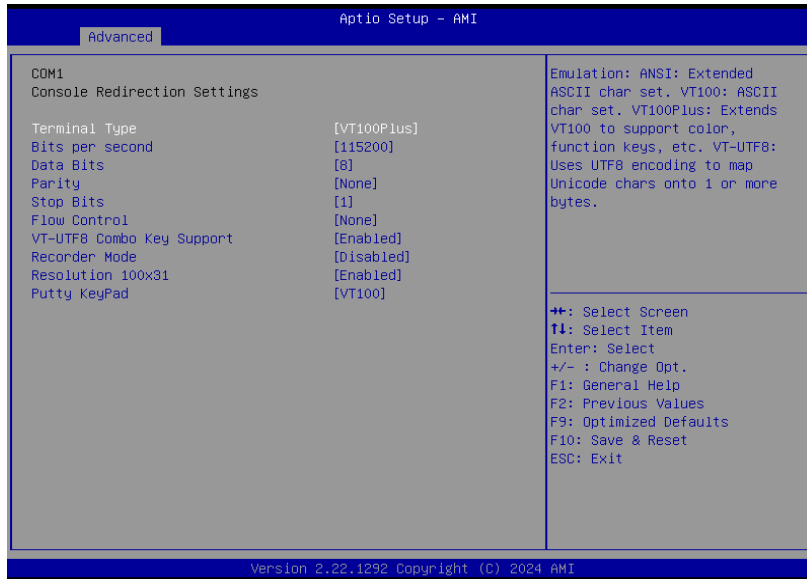 Aptio Setup – AMI
Advanced
COM1
Console Redirection Settings
Terminal Type [VT100Plus]
Bits per second [115200]
Data Bits [8]
Parity [None]
Stop Bits [1]
Flow Control [None]
VT-UTF8 Combo Key Support [Enabled]
Recorder Mode [Disabled]
Resolution 100x31 [Enabled]
Putty KeyPad [VT100]
Emulation: ANSI: Extended
ASCII char set. VT100: ASCII
char set. VT100Plus: Extends
VT100 to support color,
function keys, etc. VT-UTF8:
Uses UTF8 encoding to map
Unicode chars onto 1 or more
bytes.
→←: Select Screen
↑↓: Select Item
Enter: Select
+/- : Change Opt.
F1: General Help
F2: Previous Values
F9: Optimized Defaults
F10: Save & Reset
ESC: Exit
Version 2.22.1292 Copyright (C) 2024 AMI